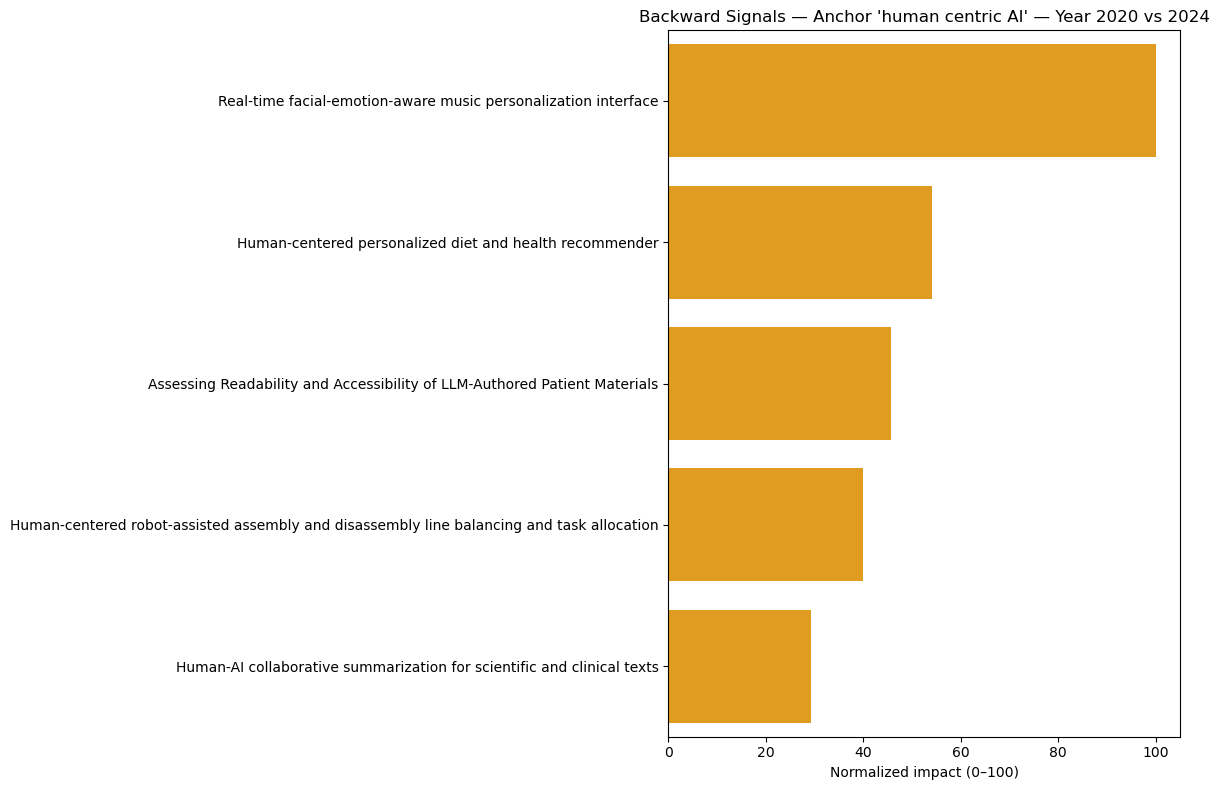 Backward Signals — Anchor 'human centric AI' — Year 2020 vs 2024
Real-time facial-emotion-aware music personalization interface
Human-centered personalized diet and health recommender
Assessing Readability and Accessibility of LLM-Authored Patient Materials
Human-centered robot-assisted assembly and disassembly line balancing and task allocation
Human-AI collaborative summarization for scientific and clinical texts
0 20 40 60 80 100
Normalized impact (0–100)